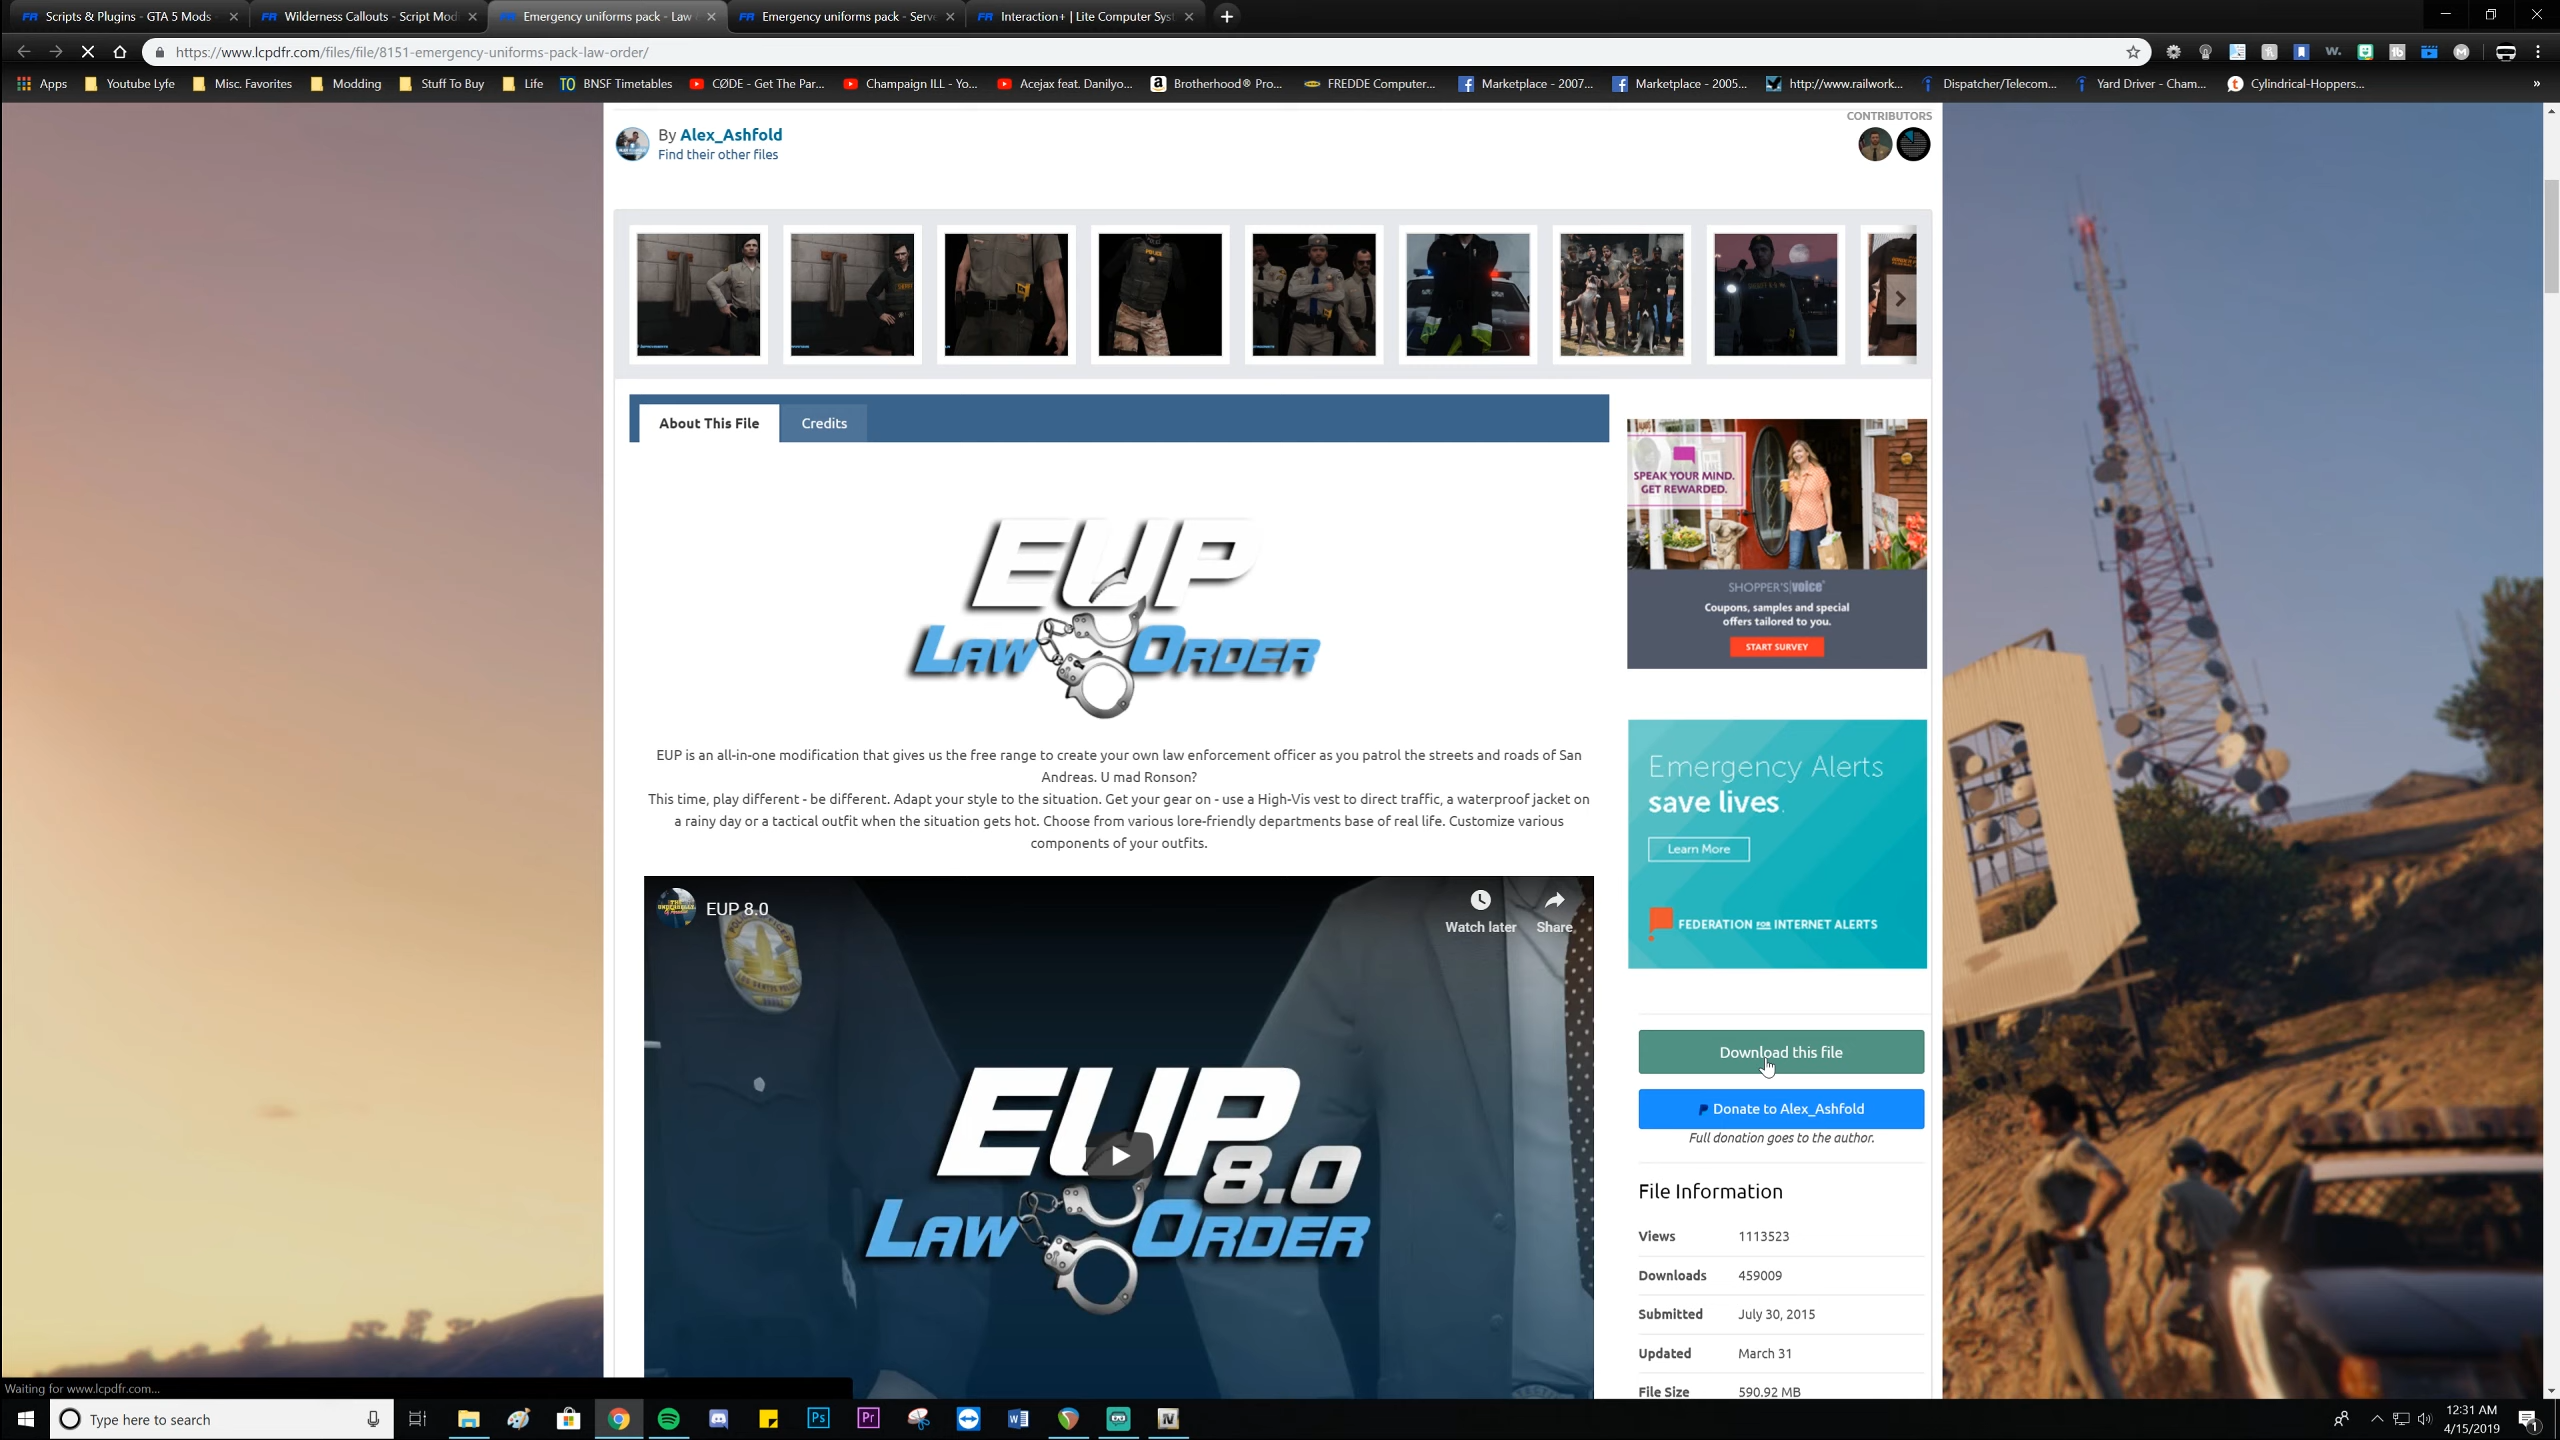 Scripts & Plugins - GTA 5 Mods
Wilderness Callouts - Script Mod
Emergency uniforms pack - Law
Emergency uniforms pack - Serv
Interaction+ | Lite Computer Syst
https://www.lcpdfr.com/files/file/8151-emergency-uniforms-pack-law-order/
Apps
Youtube Lyfe
Misc. Favorites
Modding
Stuff To Buy
Life
BNSF Timetables
CØDE - Get The Par...
Champaign ILL - Yo...
Acejax feat. Danilyo...
Brotherhood® Pro...
FREDDE Computer...
Marketplace - 2007...
Marketplace - 2005...
http://www.railwork...
Dispatcher/Telecom...
Yard Driver - Cham...
Cylindrical-Hoppers...
By Alex_Ashfold
Find their other files
CONTRIBUTORS
About This File
Credits
EUP
LAW ORDER
EUP is an all-in-one modification that gives us the free range to create your own law enforcement officer as you patrol the streets and roads of San
Andreas. U mad Ronson?
This time, play different - be different. Adapt your style to the situation. Get your gear on - use a High-Vis vest to direct traffic, a waterproof jacket on
a rainy day or a tactical outfit when the situation gets hot. Choose from various lore-friendly departments base of real life. Customize various
components of your outfits.
EUP 8.0
Watch later
Share
EUP
8.0
LAW ORDER
SPEAK YOUR MIND.
GET REWARDED.
SHOPPER'S|voice®
Coupons, samples and special
offers tailored to you.
START SURVEY
Emergency Alerts
save lives.
Learn More
FEDERATION FOR INTERNET ALERTS
Download this file
Donate to Alex_Ashfold
Full donation goes to the author.
File Information
Views 1113523
Downloads 459009
Submitted July 30, 2015
Updated March 31
File Size 590.92 MB
Waiting for www.lcpdfr.com...
Type here to search
12:31 AM
4/15/2019